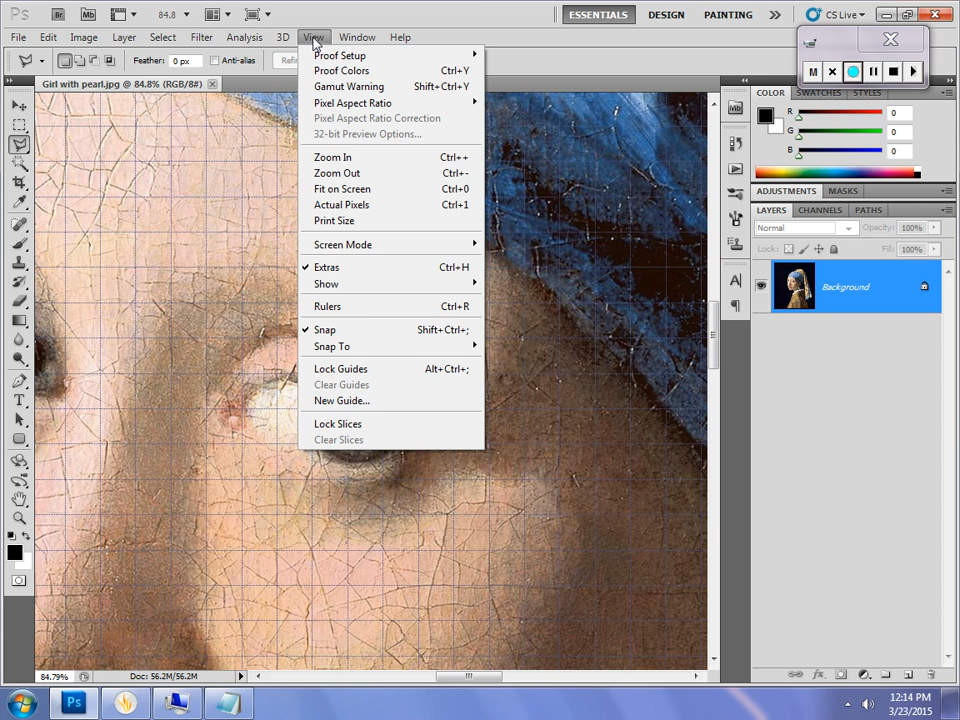 Ps Br Mb 84.8 ESSENTIALS DESIGN PAINTING CS Live
File Edit Image Layer Select Filter Analysis 3D View Window Help
Feather: 0 px Anti-alias
Girl with pearl.jpg @ 84.8% (RGB/8#)
Proof Setup
Proof Colors Ctrl+Y
Gamut Warning Shift+Ctrl+Y
Pixel Aspect Ratio
Pixel Aspect Ratio Correction
32-bit Preview Options...
Zoom In Ctrl++
Zoom Out Ctrl+-
Fit on Screen Ctrl+0
Actual Pixels Ctrl+1
Print Size
Screen Mode
Extras Ctrl+H
Show
Rulers Ctrl+R
Snap Shift+Ctrl+;
Snap To
Lock Guides Alt+Ctrl+;
Clear Guides
New Guide...
Lock Slices
Clear Slices
M
COLOR SWATCHES STYLES
R 0
G 0
B 0
ADJUSTMENTS MASKS
LAYERS CHANNELS PATHS
Normal Opacity: 100%
Lock: Fill: 100%
Background
84.79% Doc: 56.2M/56.2M
Ps
12:14 PM
3/23/2015